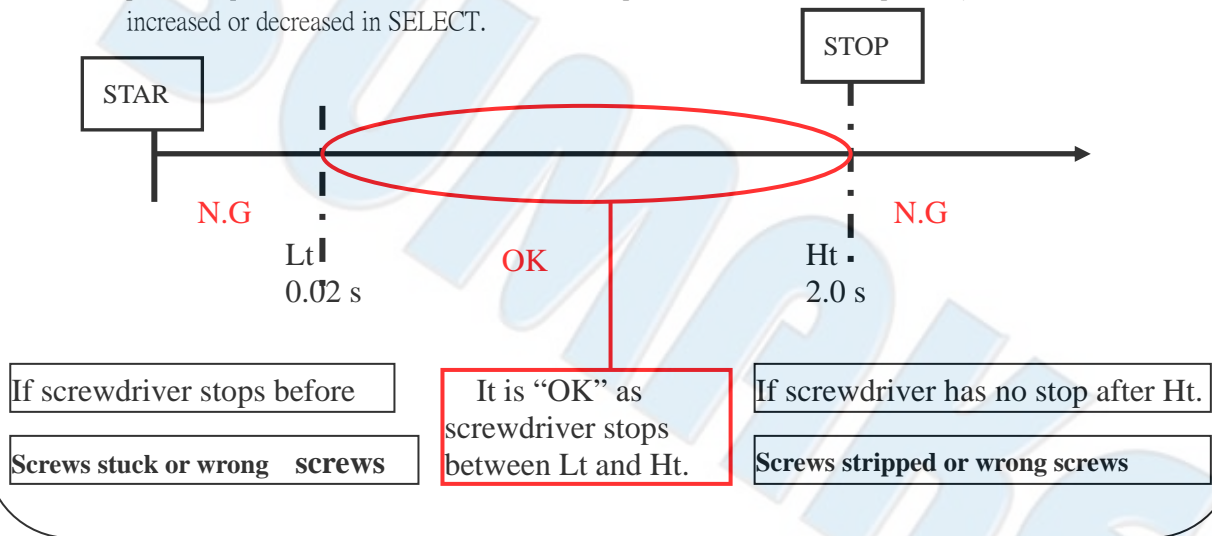 increased or decreased in SELECT.
STOP
STAR
N.G
N.G
Lt
OK
Ht
0.02 s
2.0 s
If screwdriver stops before
It is “OK” as
screwdriver stops
between Lt and Ht.
If screwdriver has no stop after Ht.
Screws stuck or wrong screws
Screws stripped or wrong screws
SUMAKE